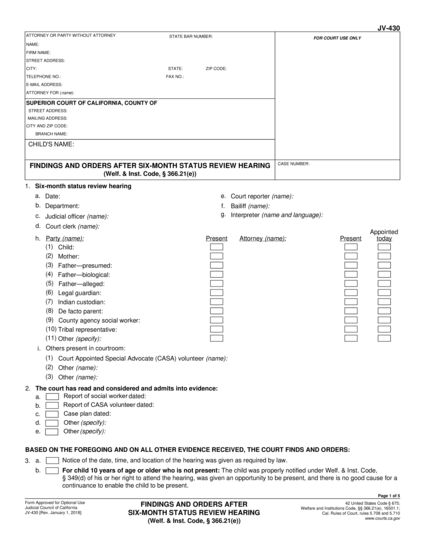 JV-430
ATTORNEY OR PARTY WITHOUT ATTORNEY STATE BAR NUMBER:
FOR COURT USE ONLY
NAME:
FIRM NAME:
STREET ADDRESS:
CITY: STATE: ZIP CODE:
TELEPHONE NO.: FAX NO.:
E-MAIL ADDRESS:
ATTORNEY FOR (name):
SUPERIOR COURT OF CALIFORNIA, COUNTY OF
STREET ADDRESS:
MAILING ADDRESS:
CITY AND ZIP CODE:
BRANCH NAME:
CHILD'S NAME:
FINDINGS AND ORDERS AFTER SIX-MONTH STATUS REVIEW HEARING
(Welf. & Inst. Code, § 366.21(e))
CASE NUMBER:
1. Six-month status review hearing
a. Date: e. Court reporter (name):
b. Department: f. Bailiff (name):
c. Judicial officer (name): g. Interpreter (name and language):
d. Court clerk (name):
h. Party (name): Present Attorney (name): Present Appointed today
(1) Child:
(2) Mother:
(3) Father—presumed:
(4) Father—biological:
(5) Father—alleged:
(6) Legal guardian:
(7) Indian custodian:
(8) De facto parent:
(9) County agency social worker:
(10) Tribal representative:
(11) Other (specify):
i. Others present in courtroom:
(1) Court Appointed Special Advocate (CASA) volunteer (name):
(2) Other (name):
(3) Other (name):
2. The court has read and considered and admits into evidence:
a. Report of social worker dated:
b. Report of CASA volunteer dated:
c. Case plan dated:
d. Other (specify):
e. Other (specify):
BASED ON THE FOREGOING AND ON ALL OTHER EVIDENCE RECEIVED, THE COURT FINDS AND ORDERS:
3. a. Notice of the date, time, and location of the hearing was given as required by law.
b. For child 10 years of age or older who is not present: The child was properly notified under Welf. & Inst. Code,
§ 349(d) of his or her right to attend the hearing, was given an opportunity to be present, and there is no good cause for a
continuance to enable the child to be present.
Page 1 of 5
Form Approved for Optional Use
Judicial Council of California
JV-430 [Rev. January 1, 2018]
FINDINGS AND ORDERS AFTER
SIX-MONTH STATUS REVIEW HEARING
(Welf. & Inst. Code, § 366.21(e))
42 United States Code § 675;
Welfare and Institutions Code, §§ 366.21(e), 16501.1;
Cal. Rules of Court, rules 5.708 and 5.710
www.courts.ca.gov